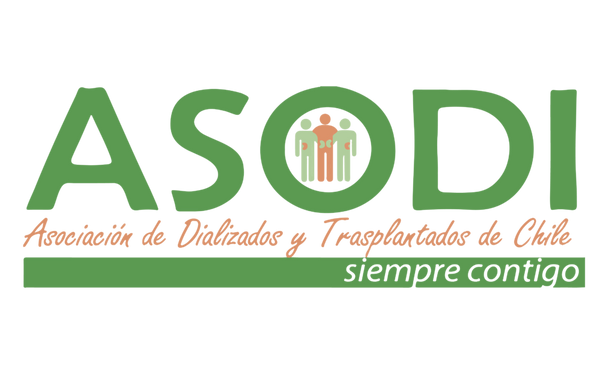 ASODI
Asociación de Dializados y Trasplantados de Chile
siempre contigo